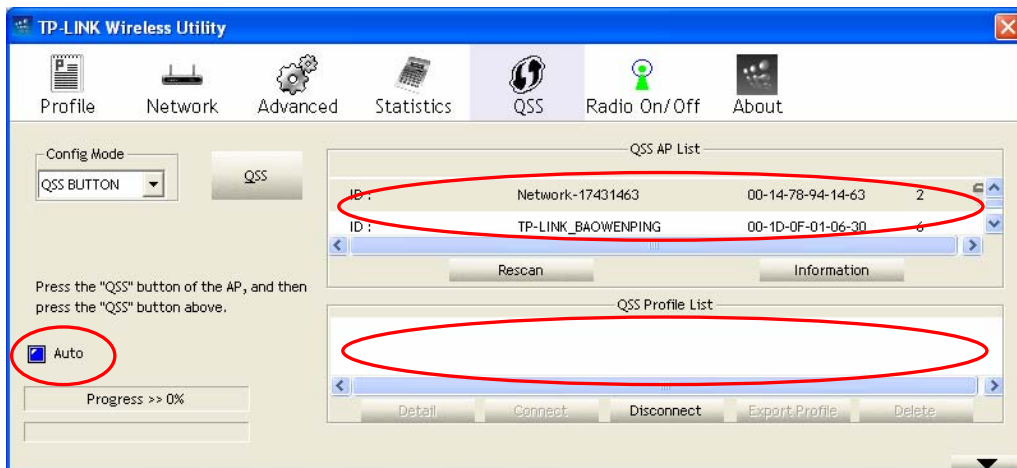 TP-LINK Wireless Utility
Profile Network Advanced Statistics QSS Radio On/Off About
Config Mode
QSS BUTTON
QSS
QSS AP List
ID : Network-17431463 00-14-78-94-14-63 2
ID : TP-LINK_BAOWENPING 00-1D-0F-01-06-30 6
Rescan Information
Press the "QSS" button of the AP, and then
press the "QSS" button above.
Auto
Progress >> 0%
QSS Profile List
Detail Connect Disconnect Export Profile Delete